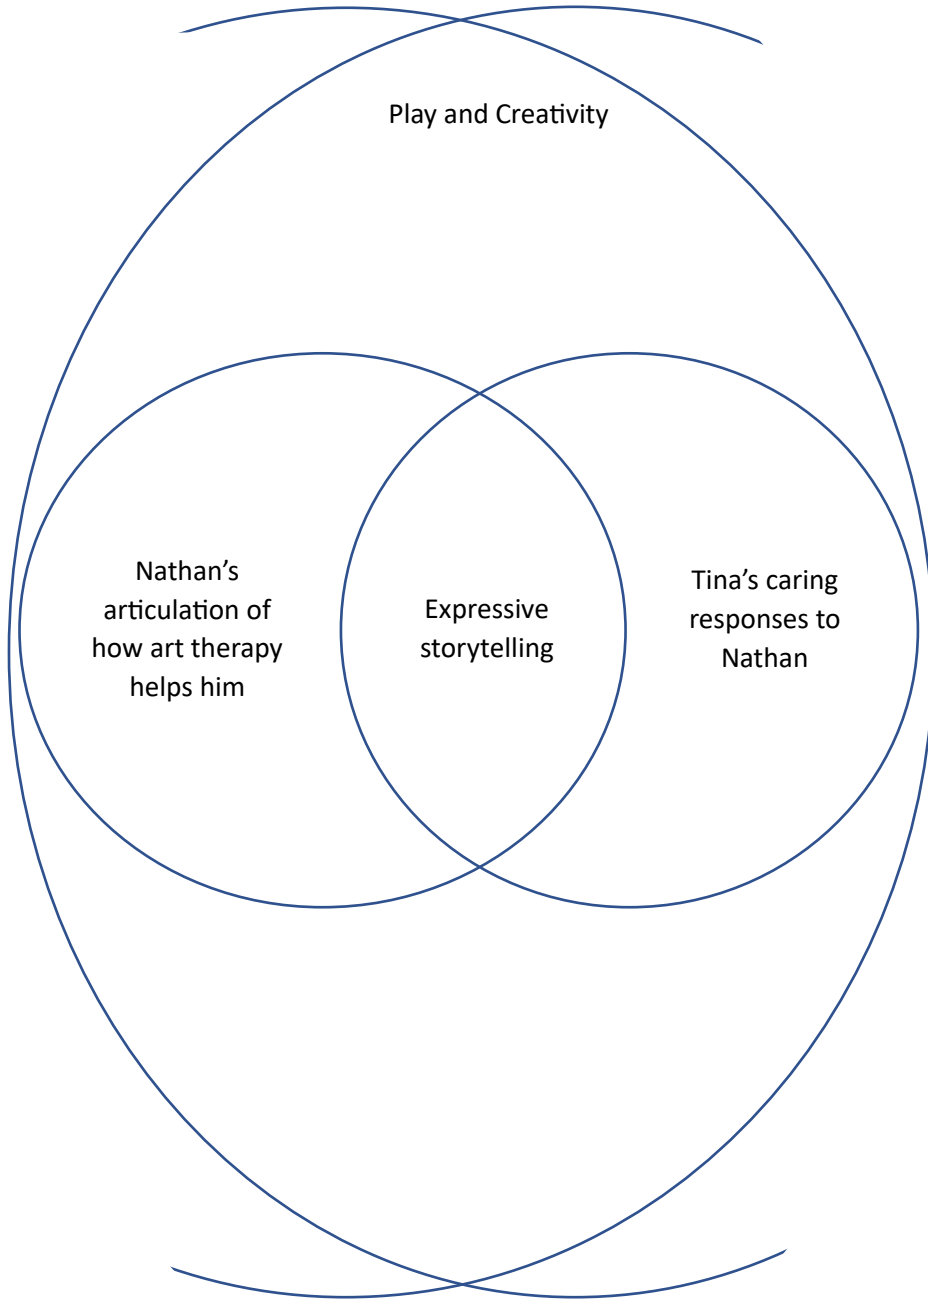 Play and Creativity
Nathan’s
articulation of
how art therapy
helps him
Expressive
storytelling
Tina’s caring
responses to
Nathan